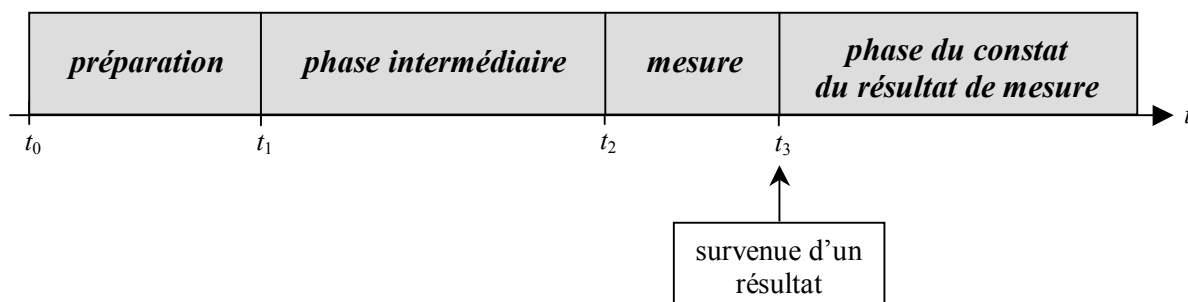 préparation
phase intermédiaire
mesure
phase du constat
du résultat de mesure
t
t0
t1
t2
t3
survenue d’un
résultat